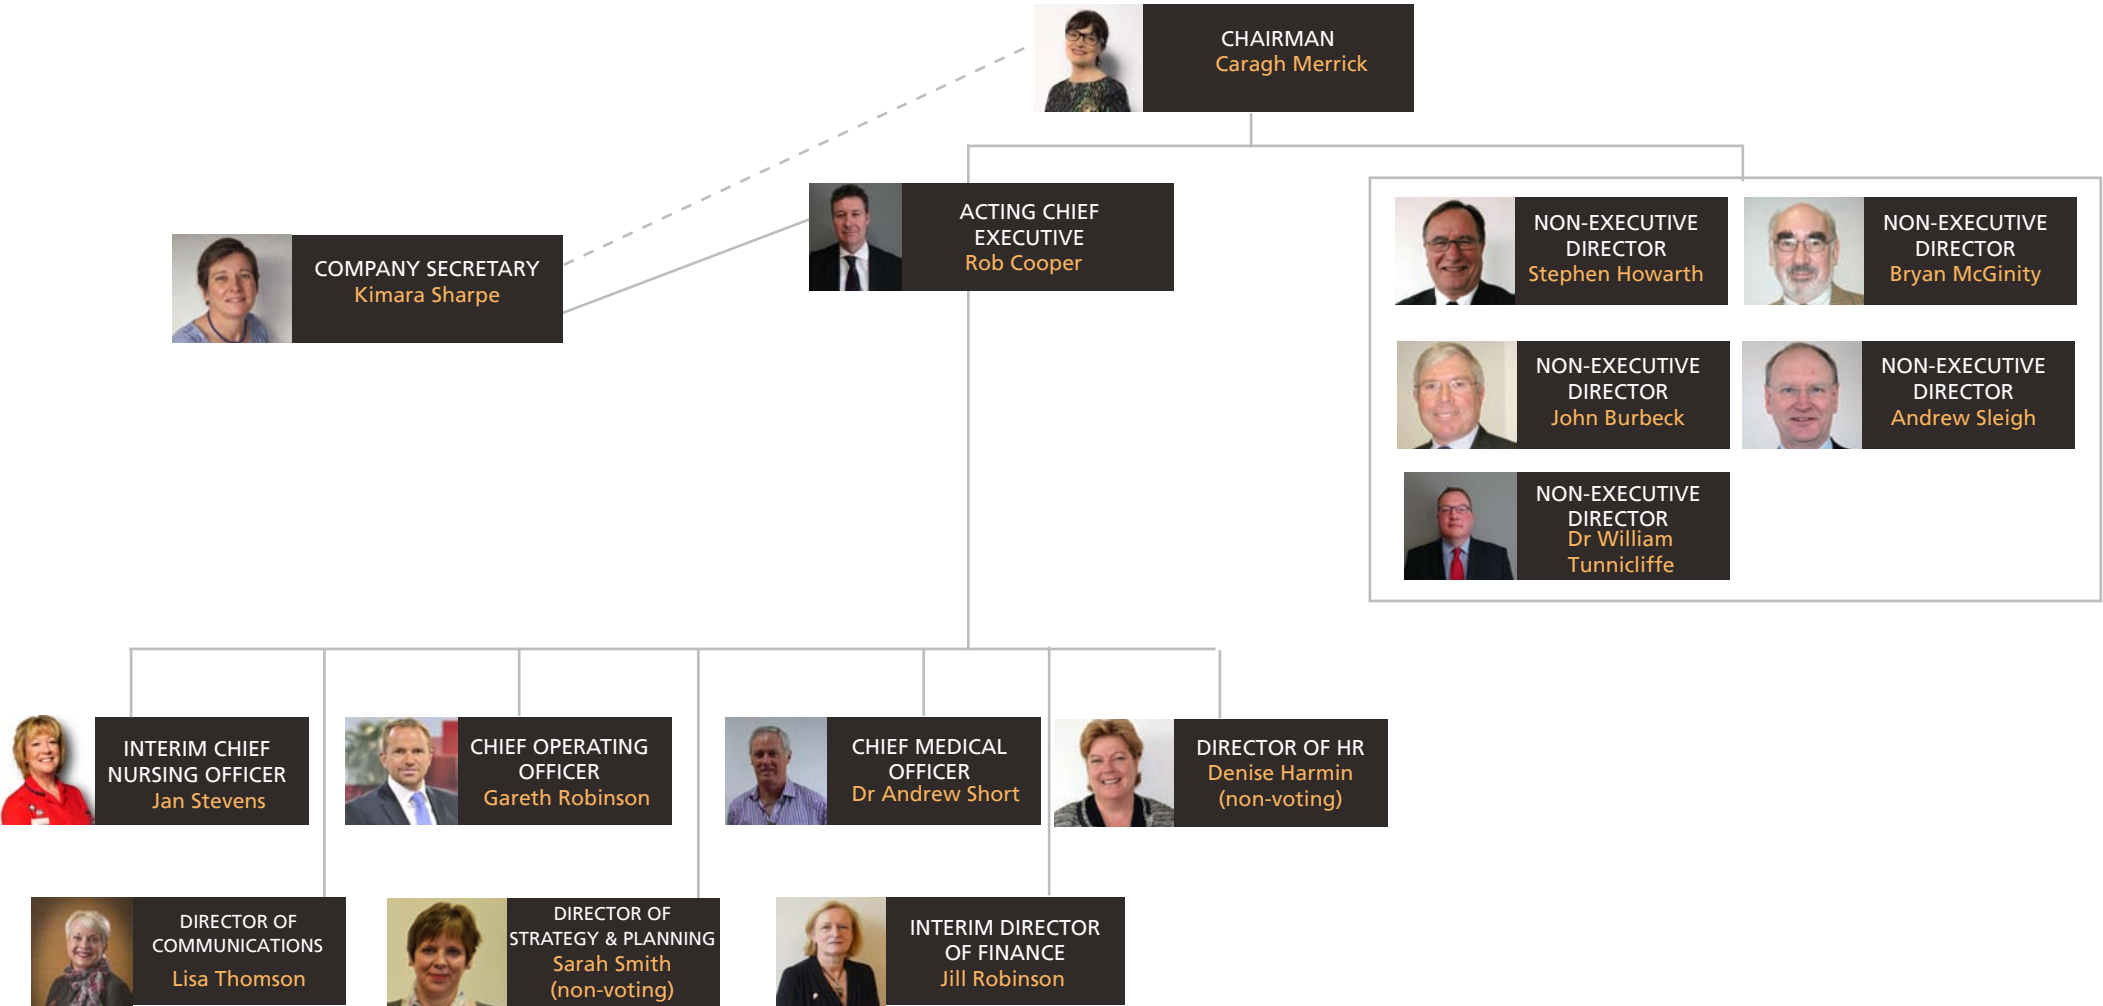 CHAIRMAN
Caragh Merrick
ACTING CHIEF
EXECUTIVE
Rob Cooper
COMPANY SECRETARY
Kimara Sharpe
NON-EXECUTIVE
DIRECTOR
Stephen Howarth
NON-EXECUTIVE
DIRECTOR
Bryan McGinity
NON-EXECUTIVE
DIRECTOR
John Burbeck
NON-EXECUTIVE
DIRECTOR
Andrew Sleigh
NON-EXECUTIVE
DIRECTOR
Dr William
Tunnicliffe
INTERIM CHIEF
NURSING OFFICER
Jan Stevens
CHIEF OPERATING
OFFICER
Gareth Robinson
CHIEF MEDICAL
OFFICER
Dr Andrew Short
DIRECTOR OF HR
Denise Harmin
(non-voting)
DIRECTOR OF
COMMUNICATIONS
Lisa Thomson
DIRECTOR OF
STRATEGY & PLANNING
Sarah Smith
(non-voting)
INTERIM DIRECTOR
OF FINANCE
Jill Robinson